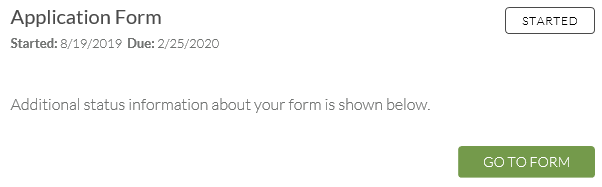 Application Form
STARTED
Started: 8/19/2019 Due: 2/25/2020
Additional status information about your form is shown below.
GO TO FORM